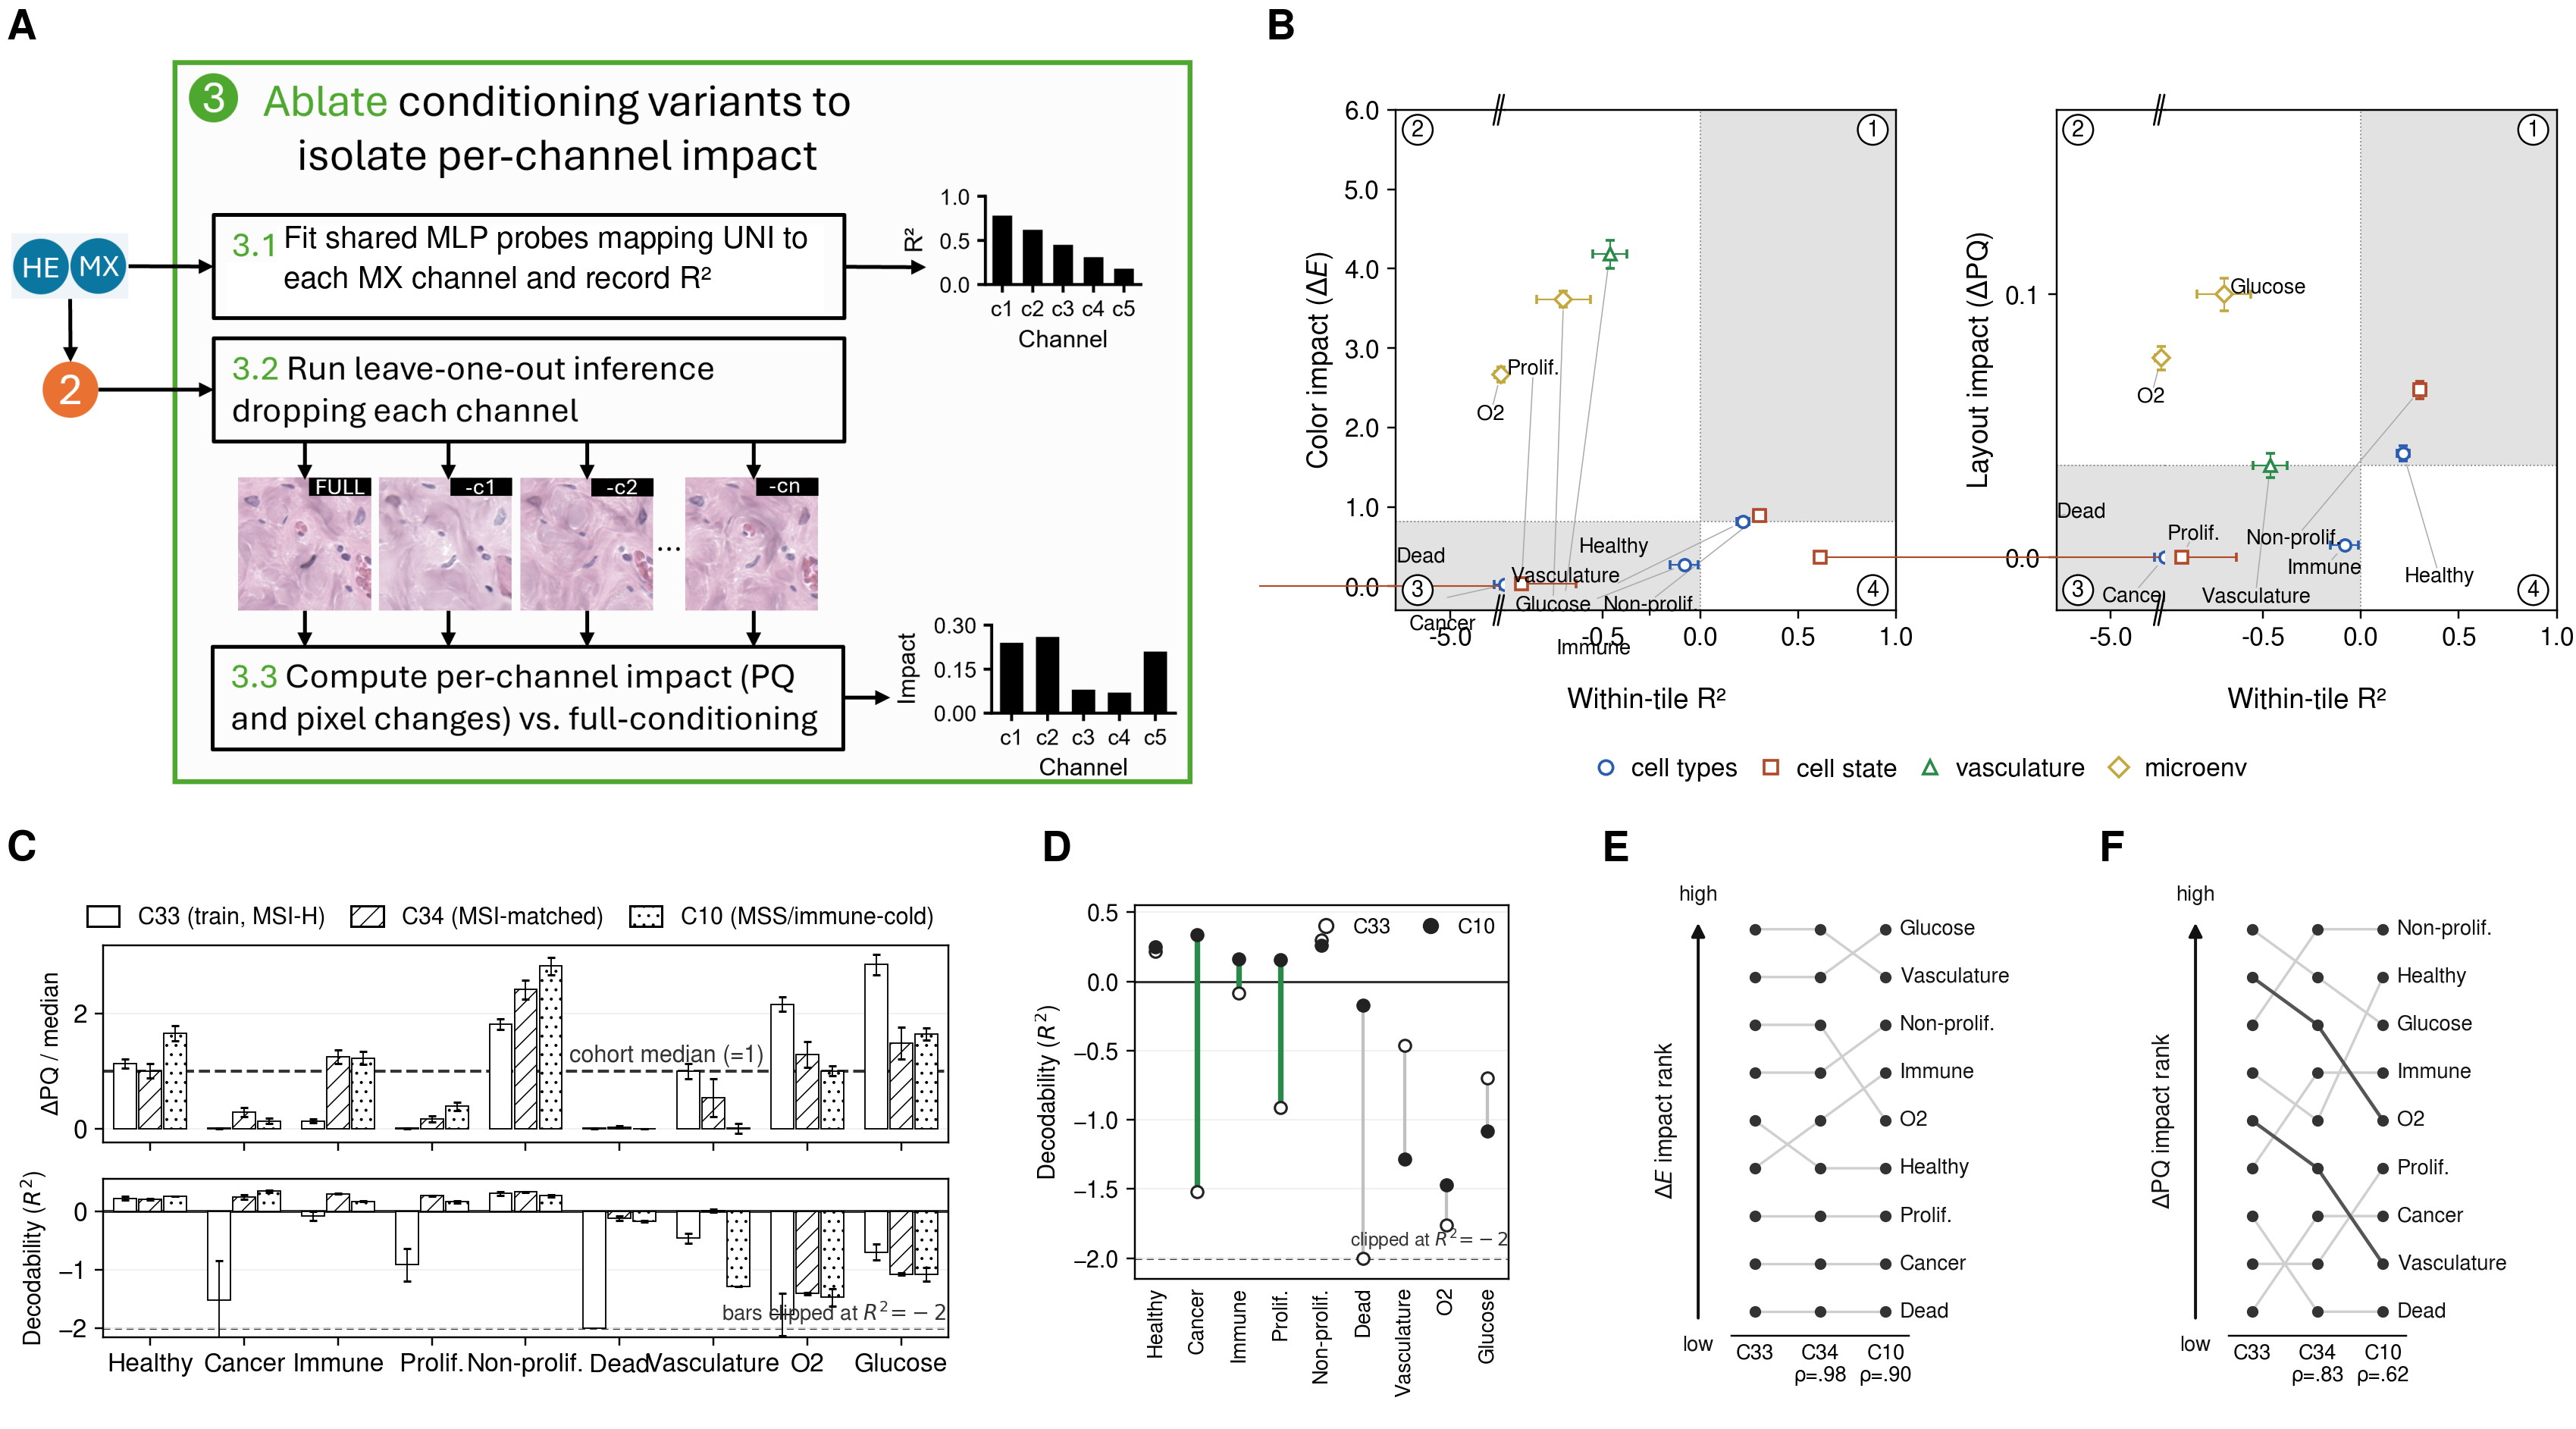 A
3 Ablate conditioning variants to
isolate per-channel impact
HE MX
3.1 Fit shared MLP probes mapping UNI to
each MX channel and record R²
R²
1.0
0.5
0.0
c1 c2 c3 c4 c5
Channel
2
3.2 Run leave-one-out inference
dropping each channel
FULL
-c1
-c2
...
-cn
3.3 Compute per-channel impact (PQ
and pixel changes) vs. full-conditioning
Impact
0.30
0.15
0.00
c1 c2 c3 c4 c5
Channel
B
Color impact (ΔE)
6.0
5.0
4.0
3.0
2.0
1.0
0.0
2
1
3
4
Prolif.
O2
Dead
Healthy
Vasculature
Glucose
Non-prolif.
Cancer
Immune
-5.0 -0.5 0.0 0.5 1.0
Within-tile R²
Layout impact (ΔPQ)
0.1
0.0
2
1
3
4
Glucose
O2
Dead
Prolif.
Non-prolif.
Immune
Cancer
Vasculature
Healthy
-5.0 -0.5 0.0 0.5 1.0
Within-tile R²
cell types cell state vasculature microenv
C
C33 (train, MSI-H) C34 (MSI-matched) C10 (MSS/immune-cold)
ΔPQ / median
2
0
cohort median (=1)
Decodability (R²)
0
−1
−2
bars clipped at R² = − 2
Healthy Cancer Immune Prolif. Non-prolif. Dead Vasculature O2 Glucose
D
Decodability (R²)
0.5
0.0
−0.5
−1.0
−1.5
−2.0
C33 C10
clipped at R² = − 2
Healthy
Cancer
Immune
Prolif.
Non-prolif.
Dead
Vasculature
O2
Glucose
E
high
ΔE impact rank
low
Glucose
Vasculature
Non-prolif.
Immune
O2
Healthy
Prolif.
Cancer
Dead
C33 C34 C10
ρ=.98 ρ=.90
F
high
ΔPQ impact rank
low
Non-prolif.
Healthy
Glucose
Immune
O2
Prolif.
Cancer
Vasculature
Dead
C33 C34 C10
ρ=.83 ρ=.62